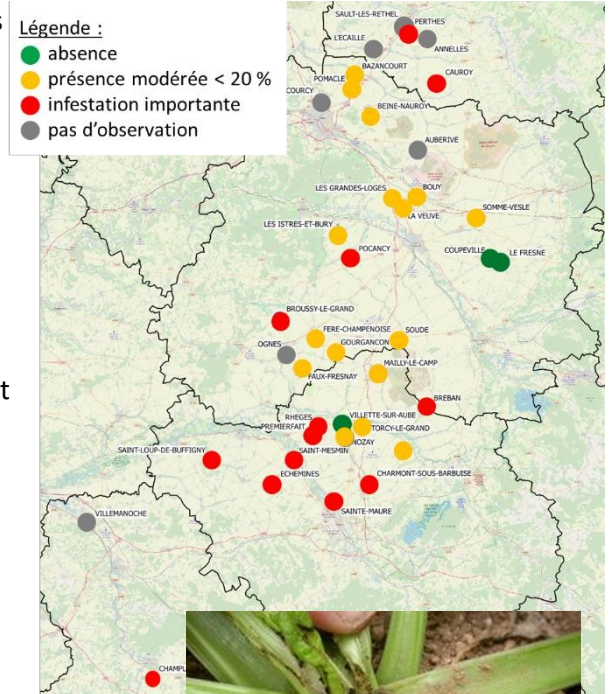 s
Légende :
absence
présence modérée < 20 %
infestation importante
pas d'observation
t
SAULT-LES-RETHEL
PERTHES
L'ECAILLE
ANNELLES
BAZANCOURT
POMACLE
CAUROY
COURCY
BEINE-NAUROY
AUBERIVE
LES GRANDES-LOGES
BOUY
LA VEUVE
SOMME-VESLE
LES ISTRES-ET-BURY
POCANCY
COUPEVILLE
LE FRESNE
BROUSSY-LE-GRAND
FERE-CHAMPENOISE
SOUDE
OGNES
GOURGANCON
FAUX-FRESNAY
MAILLY-LE-CAMP
BREBAN
RHEGES
VILLETTE-SUR-AUBE
PREMIERFAIT
TORCY-LE-GRAND
NOZAY
SAINT-LOUP-DE-BUFFIGNY
SAINT-MESMIN
ECHEMINES
CHARMONT-SOUS-BARBUISE
SAINTE-MAURE
VILLEMANOCHE
CHAMPL